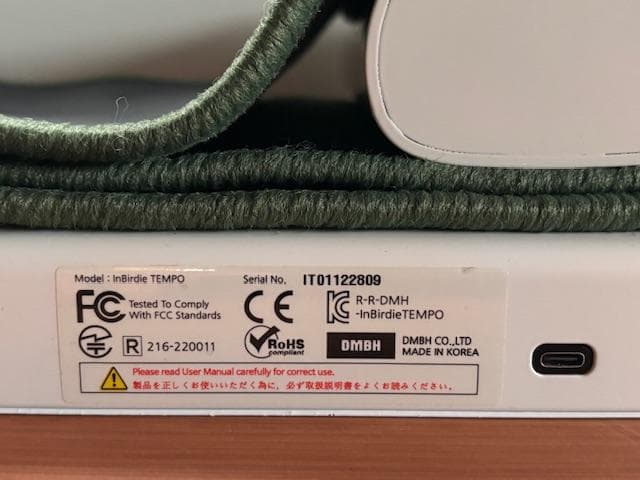 Model : InBirdie TEMPO
Serial No. IT01122809
FC Tested To Comply
With FCC Standards
CE
R-R-DMH
-InBirdieTEMPO
R 216-220011
RoHS
compliant
DMBH
DMBH CO.,LTD
MADE IN KOREA
Please read User Manual carefully for correct use.
製品を正しくお使いいただく為に、必ず取扱説明書をよくお読みください。